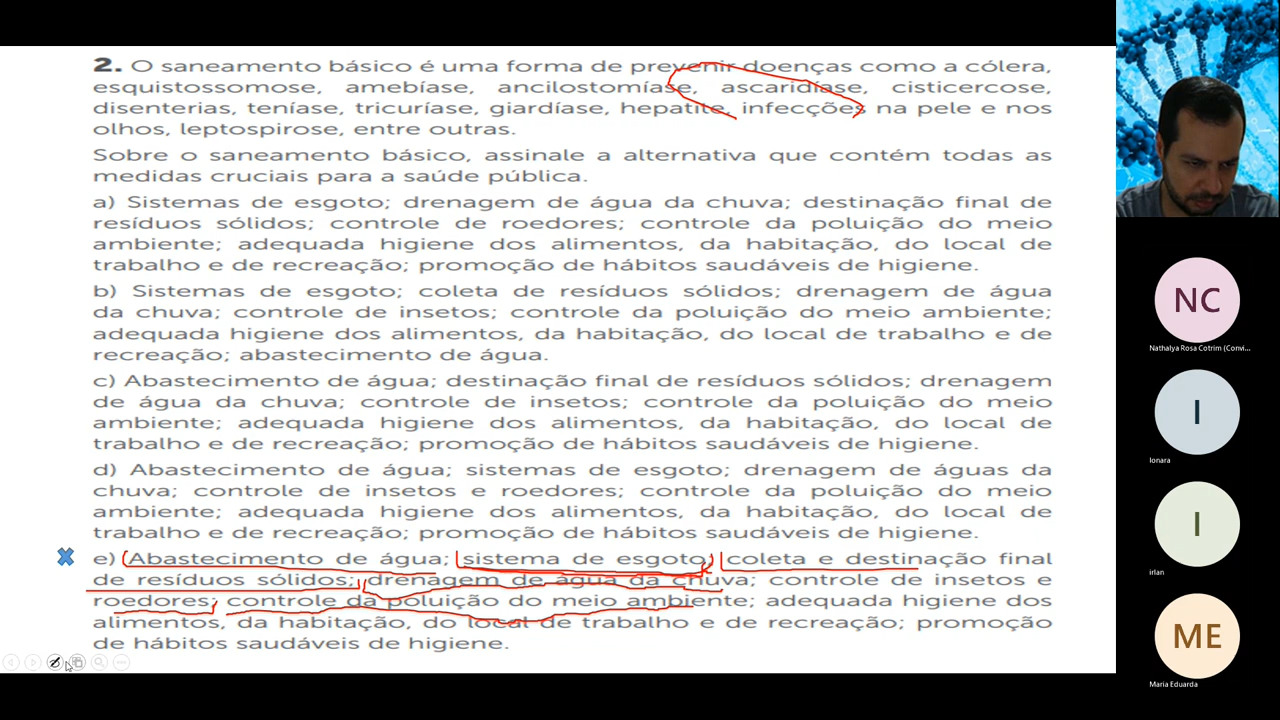 2. O saneamento básico é uma forma de prevenir doenças como a cólera,
esquistossomose, amebíase, ancilostomíase, ascaridíase, cisticercose,
disenterias, teníase, tricuríase, giardíase, hepatite, infecções na pele e nos
olhos, leptospirose, entre outras.
Sobre o saneamento básico, assinale a alternativa que contém todas as
medidas cruciais para a saúde pública.
a) Sistemas de esgoto; drenagem de água da chuva; destinação final de
resíduos sólidos; controle de roedores; controle da poluição do meio
ambiente; adequada higiene dos alimentos, da habitação, do local de
trabalho e de recreação; promoção de hábitos saudáveis de higiene.
b) Sistemas de esgoto; coleta de resíduos sólidos; drenagem de água
da chuva; controle de insetos; controle da poluição do meio ambiente;
adequada higiene dos alimentos, da habitação, do local de trabalho e de
recreação; abastecimento de água.
c) Abastecimento de água; destinação final de resíduos sólidos; drenagem
de água da chuva; controle de insetos; controle da poluição do meio
ambiente; adequada higiene dos alimentos, da habitação, do local de
trabalho e de recreação; promoção de hábitos saudáveis de higiene.
d) Abastecimento de água; sistemas de esgoto; drenagem de águas da
chuva; controle de insetos e roedores; controle da poluição do meio
ambiente; adequada higiene dos alimentos, da habitação, do local de
trabalho e de recreação; promoção de hábitos saudáveis de higiene.
e) Abastecimento de água; sistema de esgoto; coleta e destinação final
de resíduos sólidos; drenagem de água da chuva; controle de insetos e
roedores; controle da poluição do meio ambiente; adequada higiene dos
alimentos, da habitação, do local de trabalho e de recreação; promoção
de hábitos saudáveis de higiene.
NC
Nathalya Rosa Cotrim (Convi...
I
Ionara
I
irlan
ME
Maria Eduarda